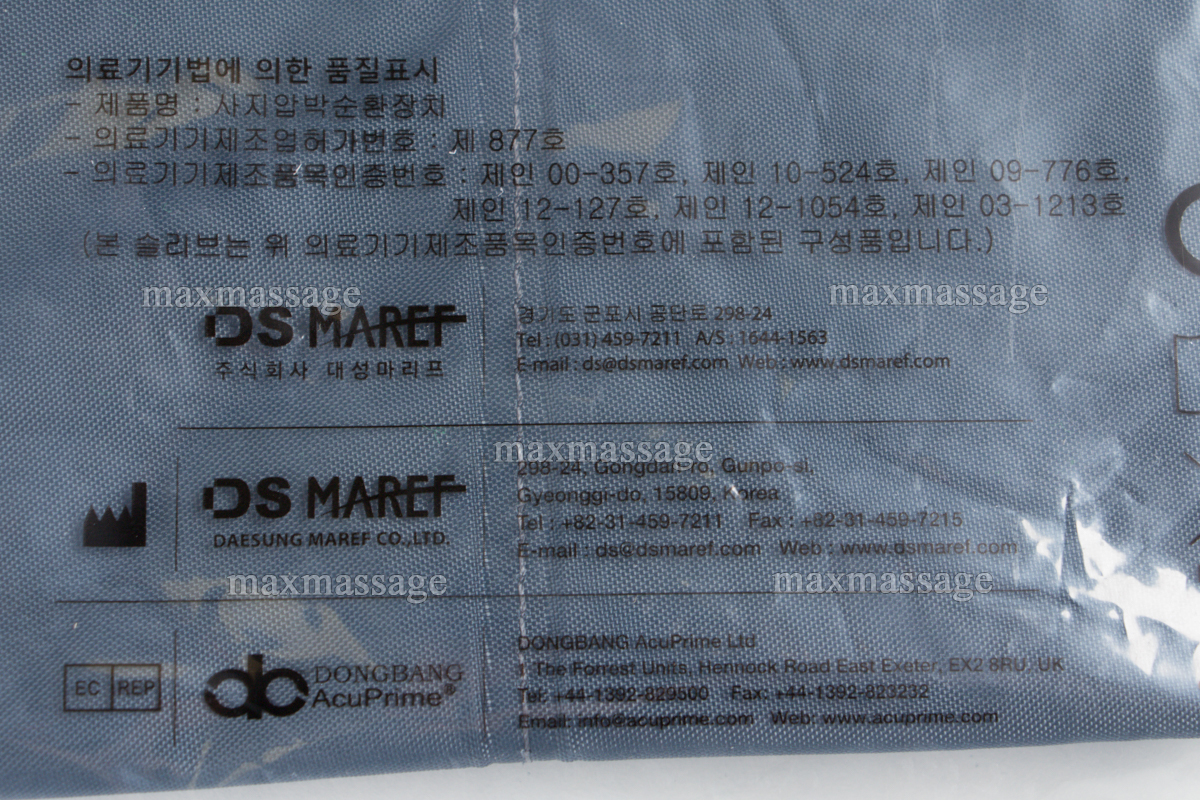 의료기기법에 의한 품질표시
- 제품명 : 사지압박순환장치
- 의료기기제조업허가번호 : 제 877호
- 의료기기제조품목인증번호 : 제인 00-357호, 제인 10-524호, 제인 09-776호,
제인 12-127호, 제인 12-1054호, 제인 03-1213호
(본 슬리브는 위 의료기기제조품목인증번호에 포함된 구성품입니다.)
maxmassage
maxmassage
DS MAREF
주식회사 대성마리프
경기도 군포시 공단로 298-24
Tel : (031) 459-7211 A/S : 1644-1563
E-mail : ds@dsmaref.com Web : www.dsmaref.com
maxmassage
DS MAREF
DAESUNG MAREF CO.,LTD.
298-24, Gongdan-ro, Gunpo-si,
Gyeonggi-do, 15809, Korea
Tel : +82-31-459-7211 Fax : +82-31-459-7215
E-mail : ds@dsmaref.com Web : www.dsmaref.com
maxmassage
maxmassage
EC REP
db DONGBANG
AcuPrime®
DONGBANG AcuPrime Ltd
1 The Forrest Units, Hennock Road East Exeter, EX2 8RU, UK
Tel: +44-1392-829500 Fax: +44-1392-823232
Email: info@acuprime.com Web: www.acuprime.com